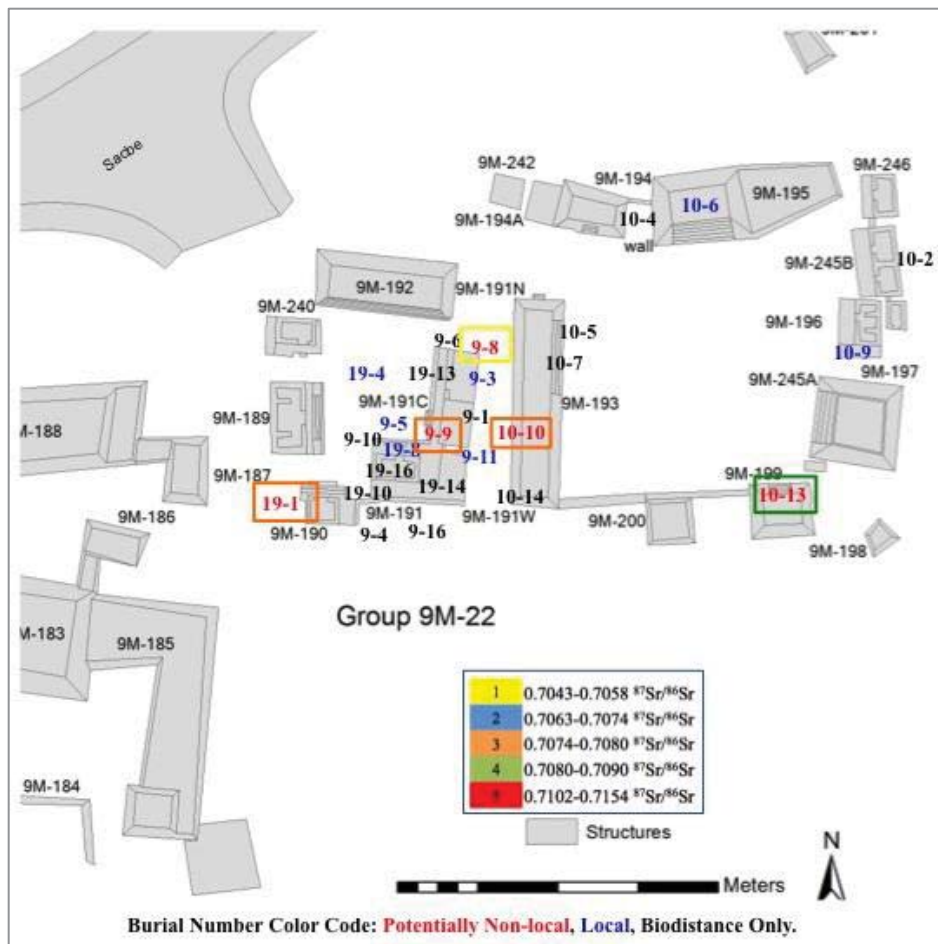 Sacbe
9M-242
9M-194
9M-246
9M-195
10-6
9M-194A
10-4
wall
10-2
9M-245B
9M-192
9M-191N
9M-240
9M-196
10-5
9-6
9-8
10-9
10-7
19-4
19-13
9-3
9M-197
9M-245A
9M-191C
9M-193
9M-189
9-5
9-1
9-9
10-10
9-10
19-8
9-11
19-16
9M-187
9M-199
19-10
19-14
10-14
10-13
19-1
9M-191
9M-191W
9M-200
9M-186
9M-190
9-4
9-16
9M-198
Group 9M-22
9M-185
1 0.7043-0.7058 ⁸⁷Sr/⁸⁶Sr
2 0.7063-0.7074 ⁸⁷Sr/⁸⁶Sr
3 0.7074-0.7080 ⁸⁷Sr/⁸⁶Sr
4 0.7080-0.7090 ⁸⁷Sr/⁸⁶Sr
0.7102-0.7154 ⁸⁷Sr/⁸⁶Sr
9M-184
Structures
N
Meters
Burial Number Color Code: Potentially Non-local, Local, Biodistance Only.